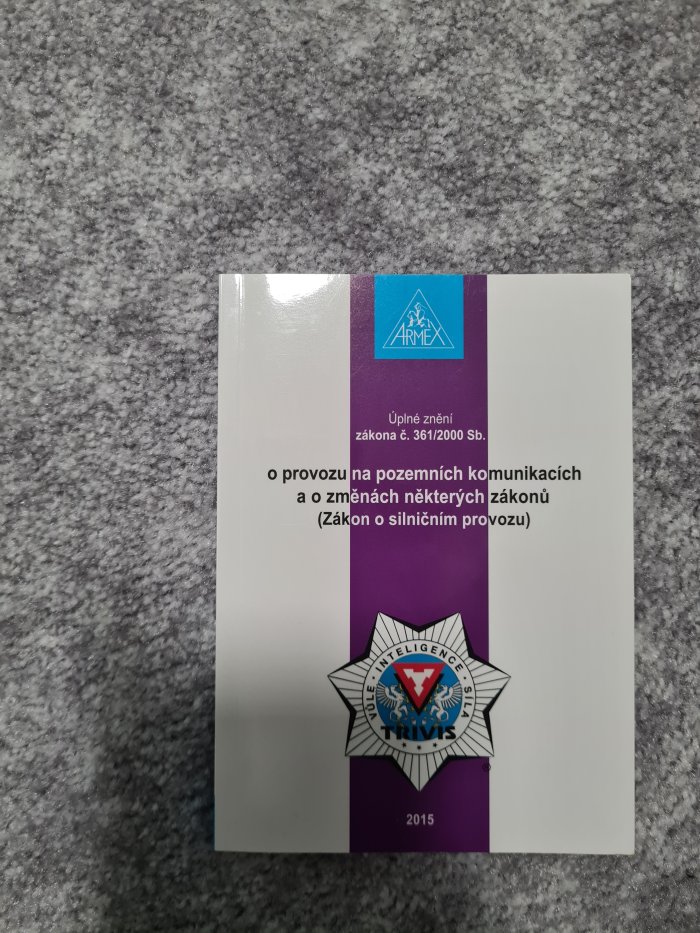 ARMEX
Úplné znění
zákona č. 361/2000 Sb.
o provozu na pozemních komunikacích
a o změnách některých zákonů
(Zákon o silničním provozu)
VŮLE · INTELIGENCE · SÍLA
TRIVIS
®
2015